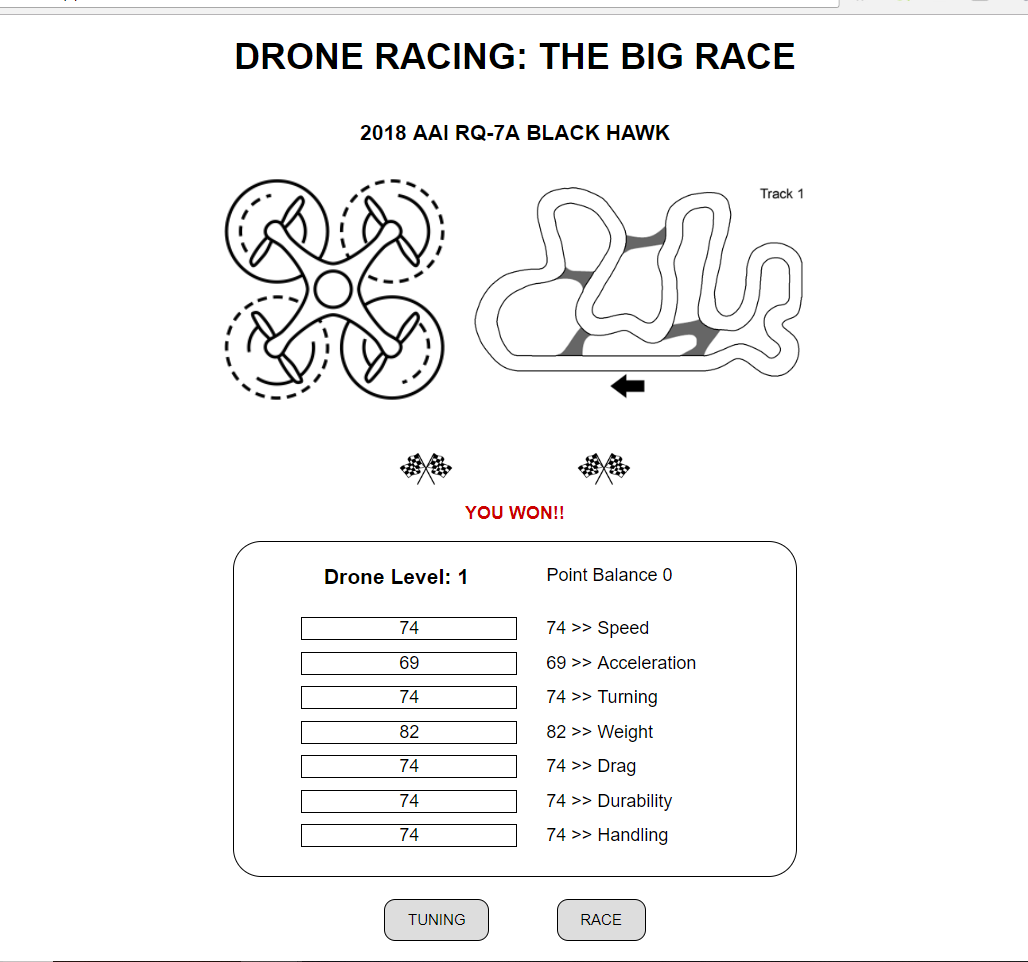 DRONE RACING: THE BIG RACE
2018 AAI RQ-7A BLACK HAWK
Track 1
YOU WON!!
Drone Level: 1 Point Balance 0
74 74 >> Speed
69 69 >> Acceleration
74 74 >> Turning
82 82 >> Weight
74 74 >> Drag
74 74 >> Durability
74 74 >> Handling
TUNING RACE